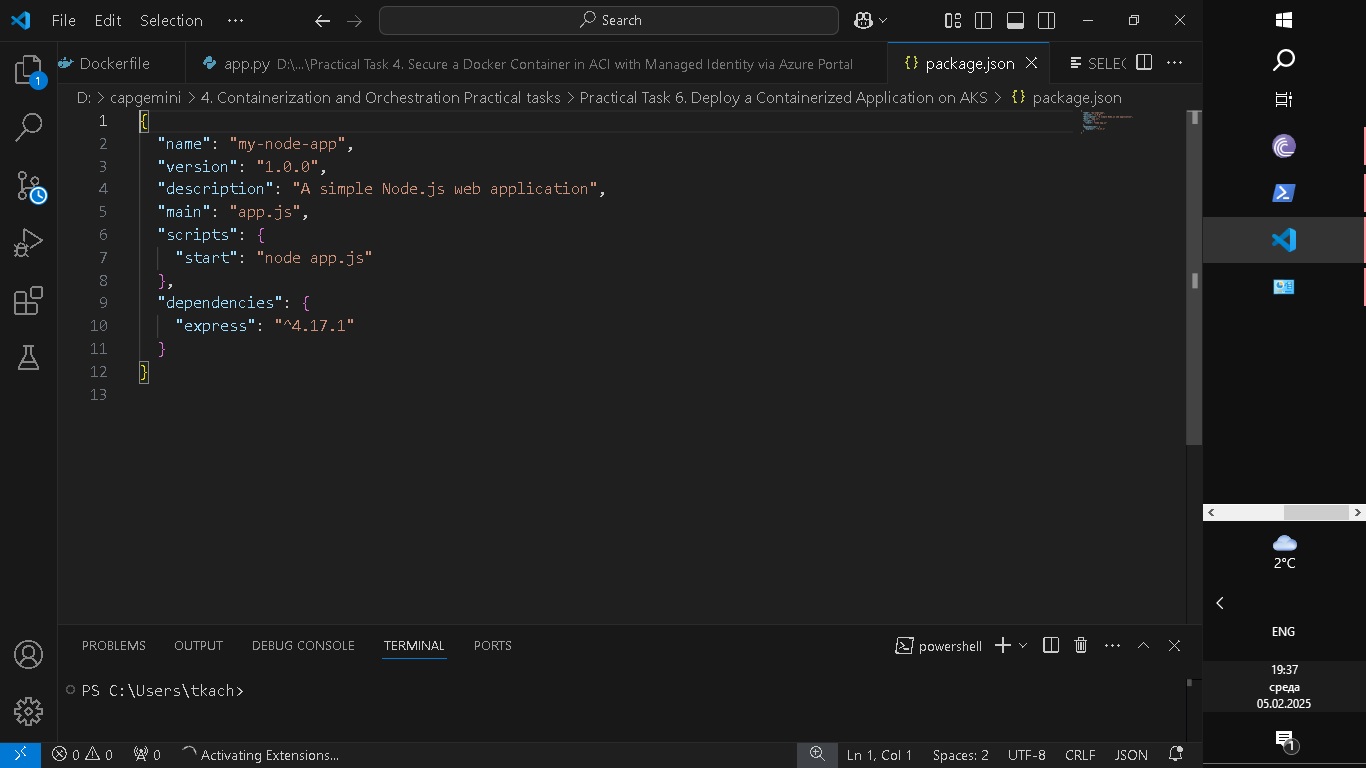 File Edit Selection ··· Search
Dockerfile app.py D:\...\Practical Task 4. Secure a Docker Container in ACI with Managed Identity via Azure Portal {} package.json SELEC ···
D: > capgemini > 4. Containerization and Orchestration Practical tasks > Practical Task 6. Deploy a Containerized Application on AKS > {} package.json
1 {
2 "name": "my-node-app",
3 "version": "1.0.0",
4 "description": "A simple Node.js web application",
5 "main": "app.js",
6 "scripts": {
7 "start": "node app.js"
8 },
9 "dependencies": {
10 "express": "^4.17.1"
11 }
12 }
13
1
PROBLEMS OUTPUT DEBUG CONSOLE TERMINAL PORTS powershell ···
PS C:\Users\tkach>
0 0 0 Activating Extensions... Ln 1, Col 1 Spaces: 2 UTF-8 CRLF JSON
2°C
ENG
19:37
среда
05.02.2025
1